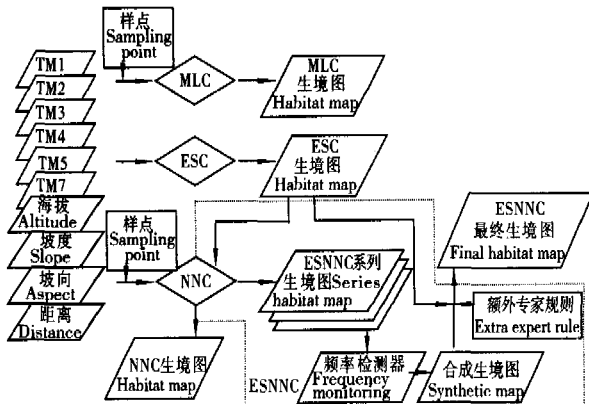 样点
Sampling
point
TM1
TM2
TM3
TM4
TM5
TM7
海拔
Altitude
坡度
Slope
坡向
Aspect
距离
Distance
MLC
MLC
生境图
Habitat map
ESC
ESC
生境图
Habitat map
样点
Sampling
point
NNC
ESNNC系列
生境图Series
habitat map
ESNNC
最终生境图
Final habitat map
额外专家规则
Extra expert rule
NNC生境图
Habitat map
ESNNC
频率检测器
Frequency
monitoring
合成生境图
Synthetic map